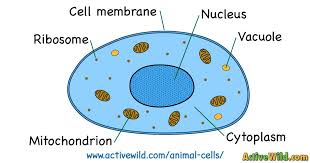 Cell membrane
Nucleus
Ribosome
Vacuole
Mitochondrion
Cytoplasm
www.activewild.com/animal-cells/
ActiveWild.com